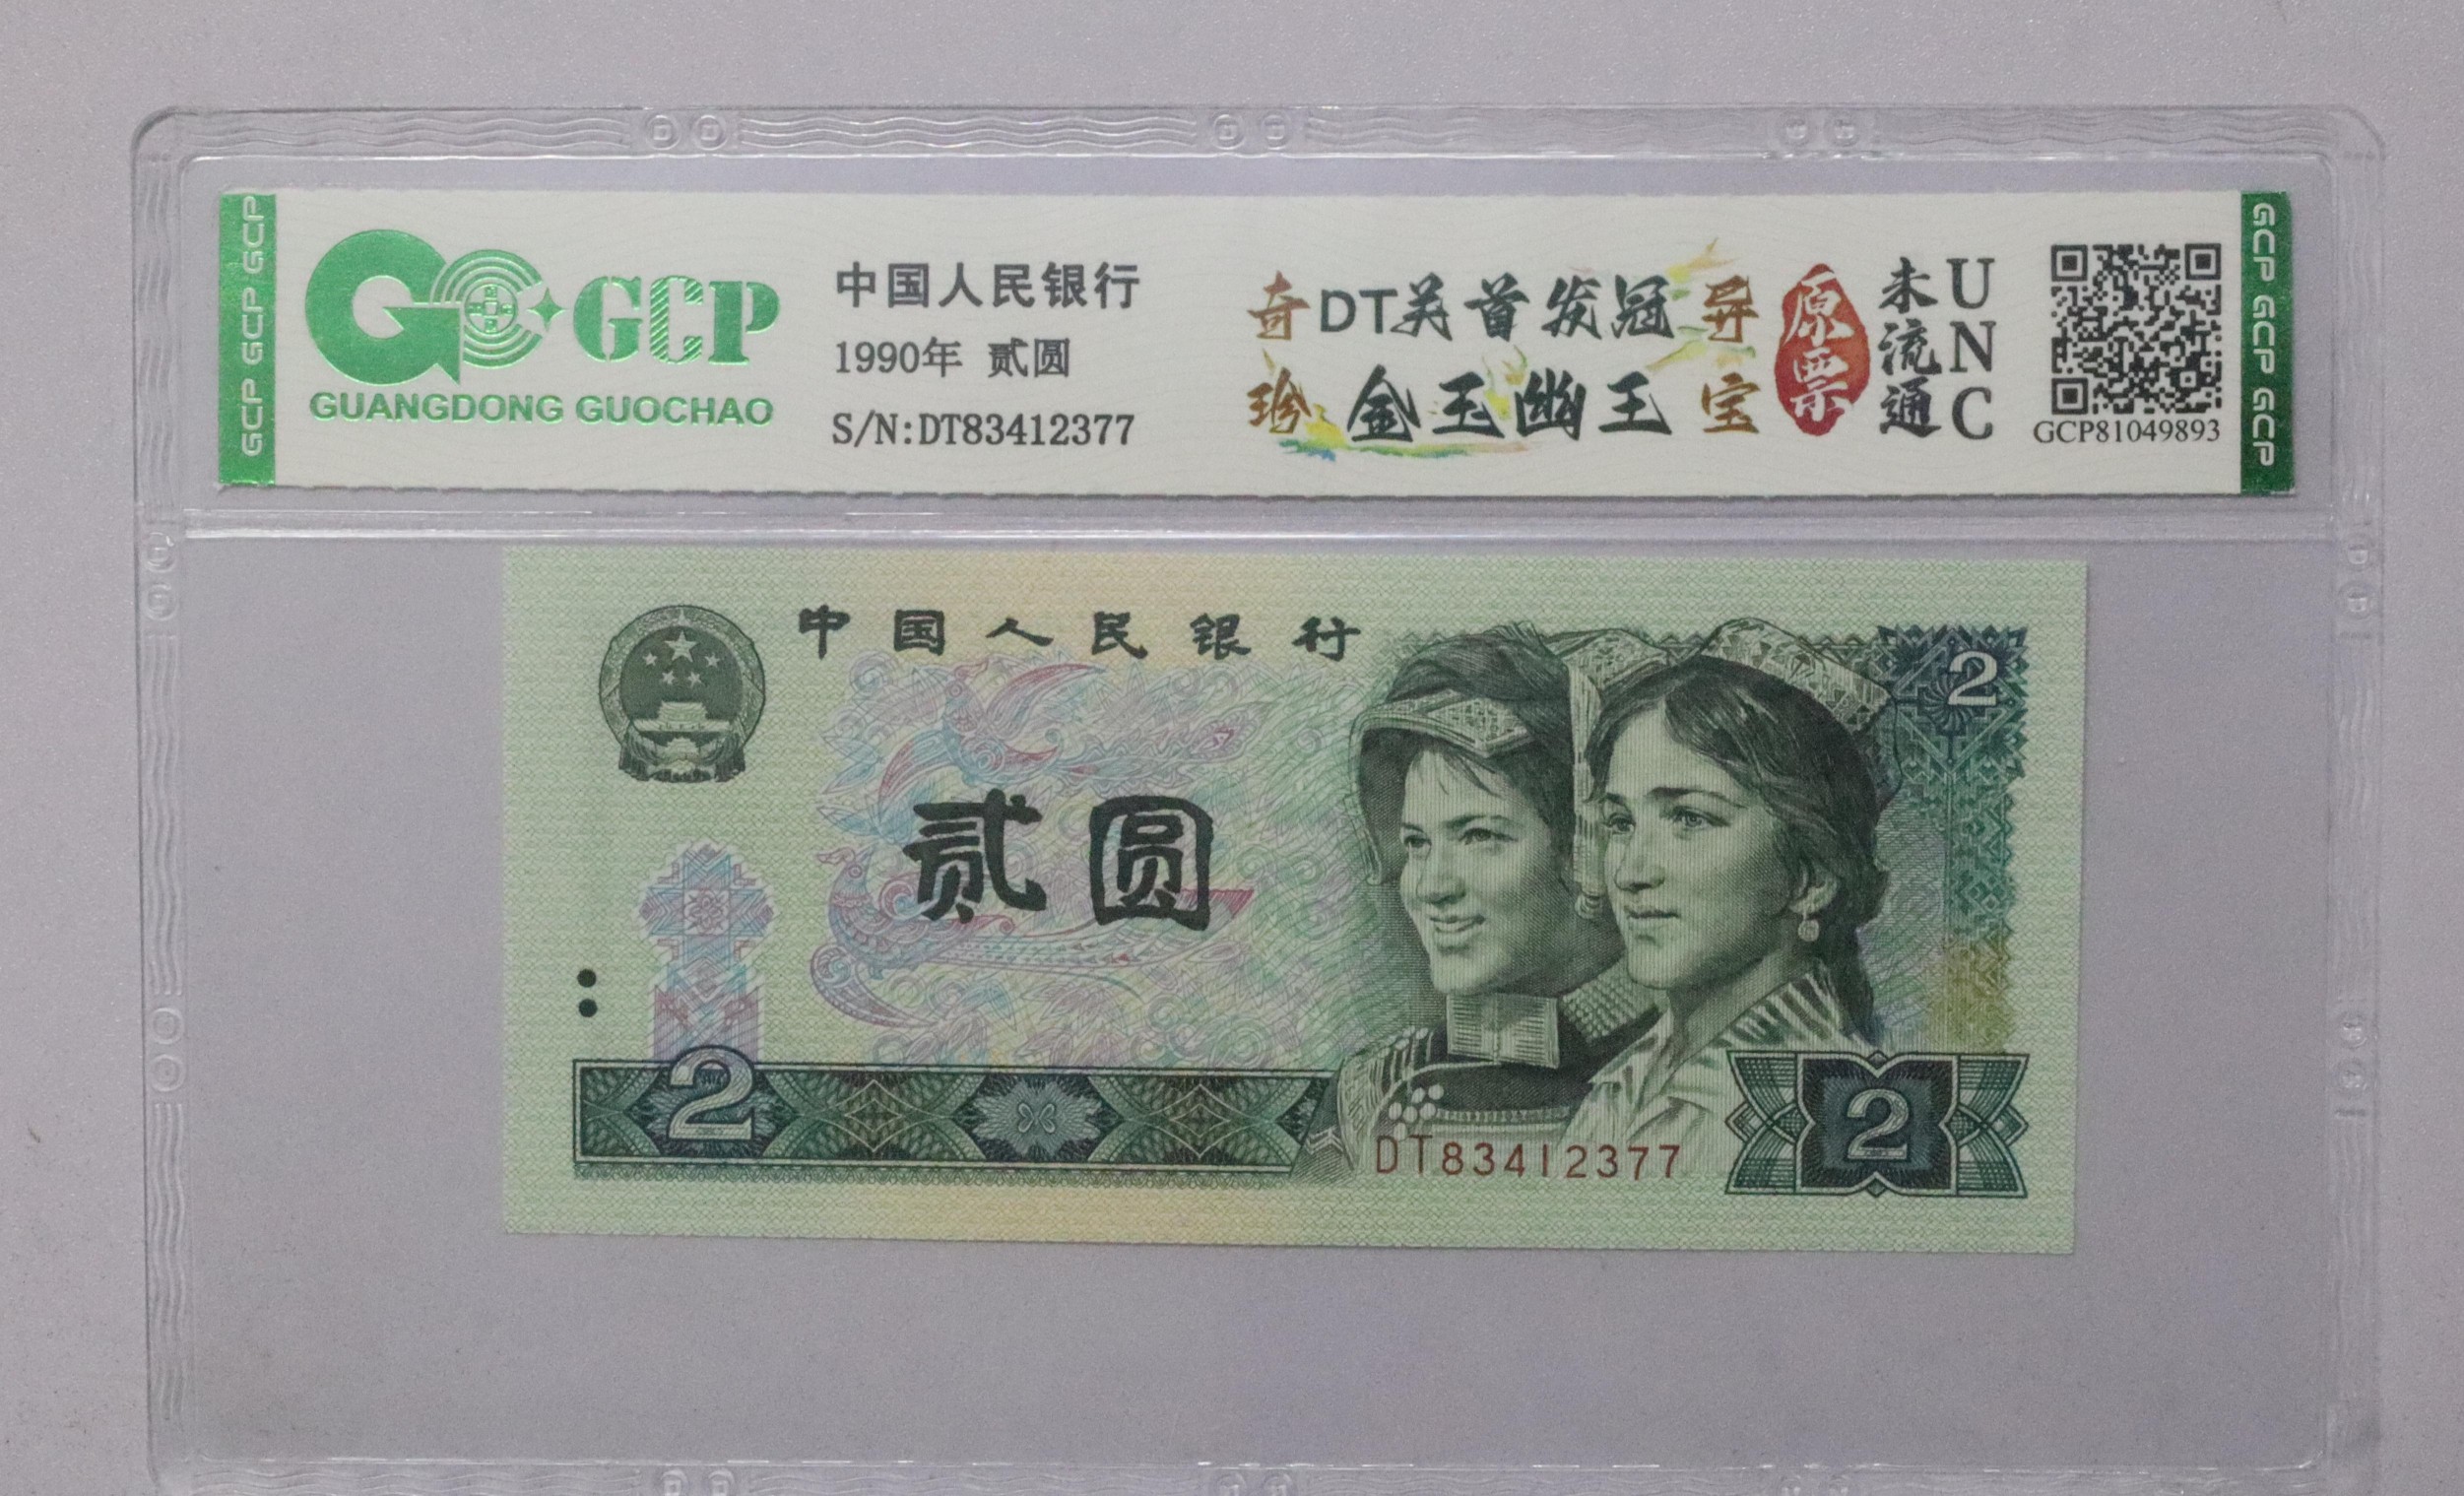 GCP GCP GCP
GCP
GUANGDONG GUOCHAO
中国人民银行
1990年 贰圆
S/N:DT83412377
奇DT关首发冠异
珍金玉幽王宝
原票
未流通
UNC
GCP81049893
GCP GCP GCP
中国人民银行
2
贰圆
2
DT83412377
2